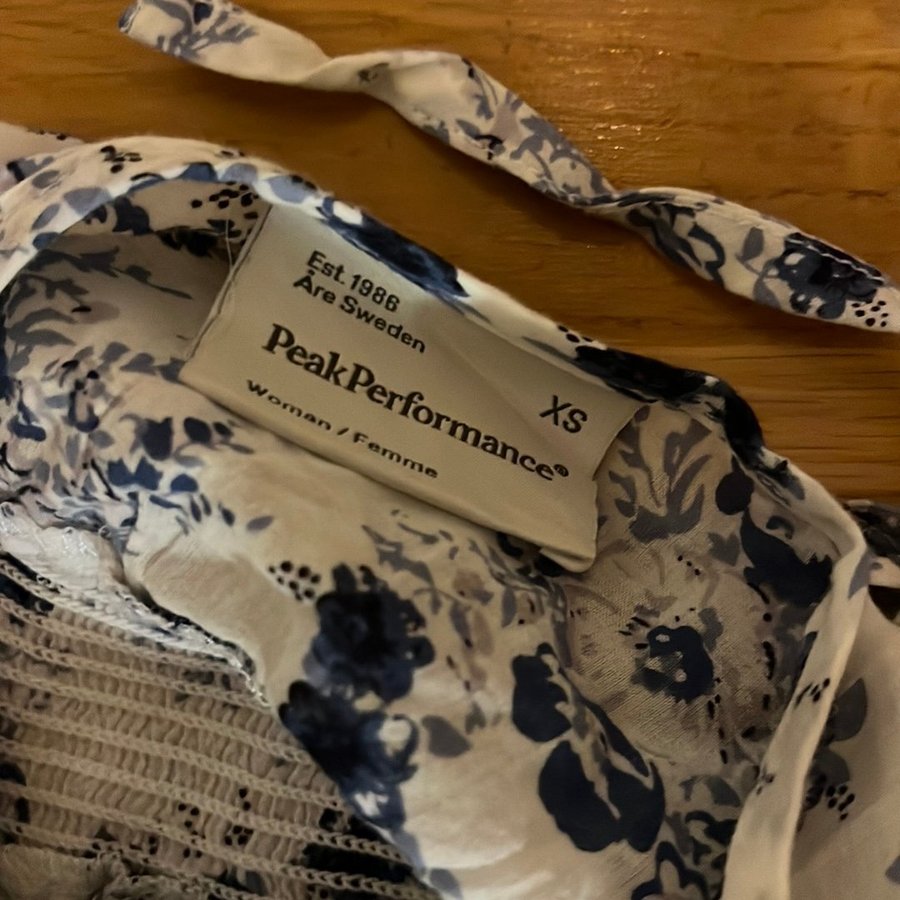 Est.1986
Åre Sweden
PeakPerformance®
XS
Woman / Femme